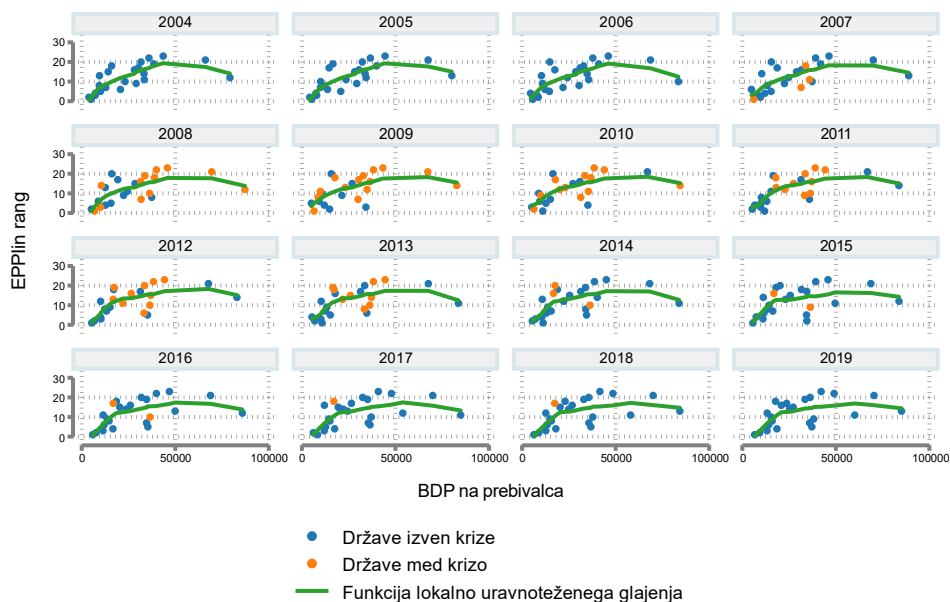 2004 2005 2006 2007
30
20
10
0
2008 2009 2010 2011
30
20
10
0
2012 2013 2014 2015
30
20
10
0
2016 2017 2018 2019
30
20
10
0
0 50000 100000 0 50000 100000 0 50000 100000 0 50000 100000
EPPIin rang
BDP na prebivalca
Države izven krize
Države med krizo
Funkcija lokalno uravnoteženega glajenja